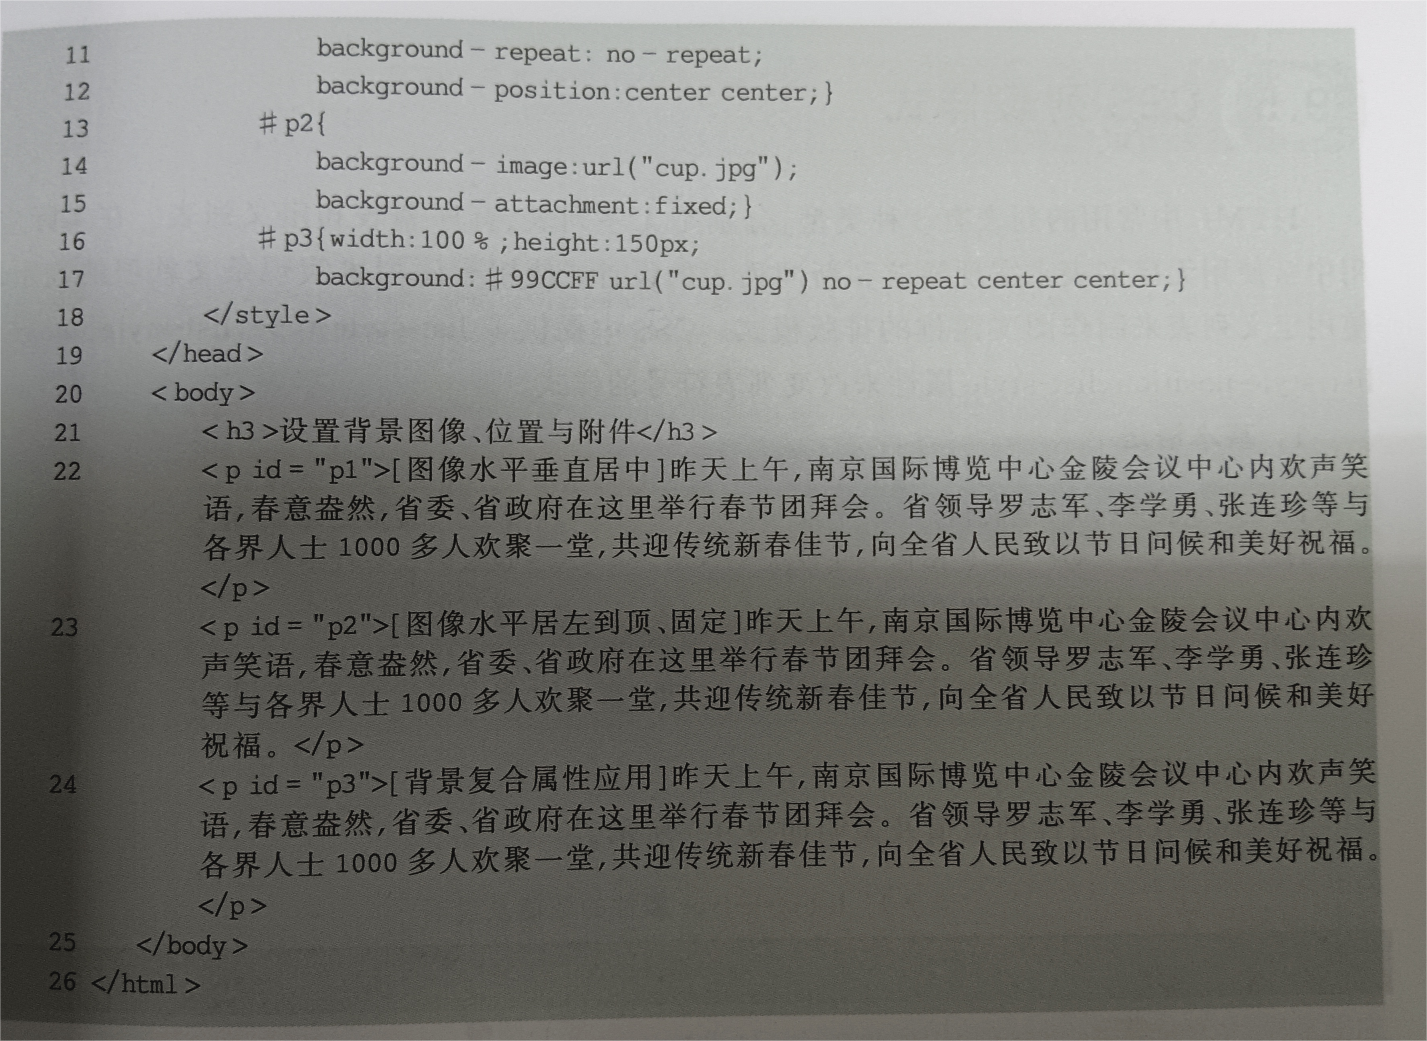 11 background-repeat: no-repeat;
12 background-position:center center;}
13 #p2{
14 background-image:url("cup.jpg");
15 background-attachment:fixed;}
16 #p3{width:100%;height:150px;
17 background:#99CCFF url("cup.jpg") no-repeat center center;}
18 </style>
19 </head>
20 <body>
21 <h3>设置背景图像、位置与附件</h3>
22 <p id="p1">[图像水平垂直居中]昨天上午,南京国际博览中心金陵会议中心内欢声笑
语,春意盎然,省委、省政府在这里举行春节团拜会。省领导罗志军、李学勇、张连珍等与
各界人士1000多人欢聚一堂,共迎传统新春佳节,向全省人民致以节日问候和美好祝福。
</p>
23 <p id="p2">[图像水平居左到顶、固定]昨天上午,南京国际博览中心金陵会议中心内欢
声笑语,春意盎然,省委、省政府在这里举行春节团拜会。省领导罗志军、李学勇、张连珍
等与各界人士1000多人欢聚一堂,共迎传统新春佳节,向全省人民致以节日问候和美好
祝福。</p>
24 <p id="p3">[背景复合属性应用]昨天上午,南京国际博览中心金陵会议中心内欢声笑
语,春意盎然,省委、省政府在这里举行春节团拜会。省领导罗志军、李学勇、张连珍等与
各界人士1000多人欢聚一堂,共迎传统新春佳节,向全省人民致以节日问候和美好祝福。
</p>
25 </body>
26 </html>